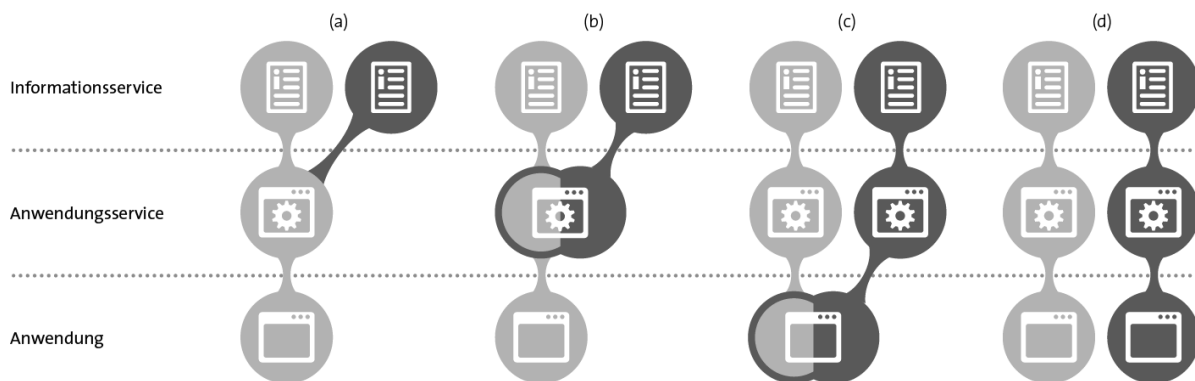 (a) (b) (c) (d)
Informationsservice
Anwendungsservice
Anwendung